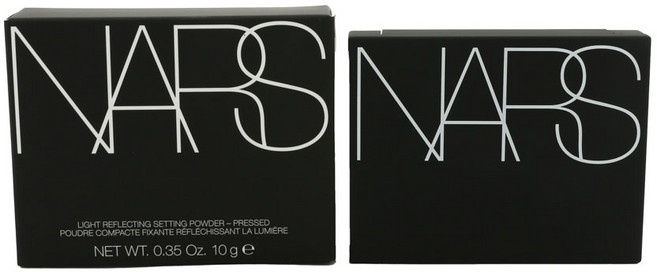 NARS
LIGHT REFLECTING SETTING POWDER – PRESSED
POUDRE COMPACTE FIXANTE RÉFLÉCHISSANT LA LUMIÈRE
NET WT. 0.35 Oz. 10 g ℮
NARS